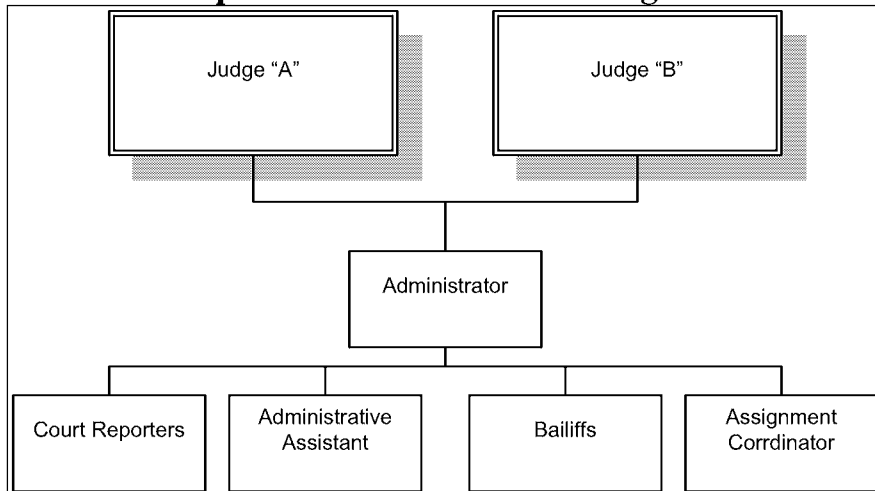 Judge “A”
Judge “B”
Administrator
Court Reporters
Administrative
Assistant
Bailiffs
Assignment
Corrdinator